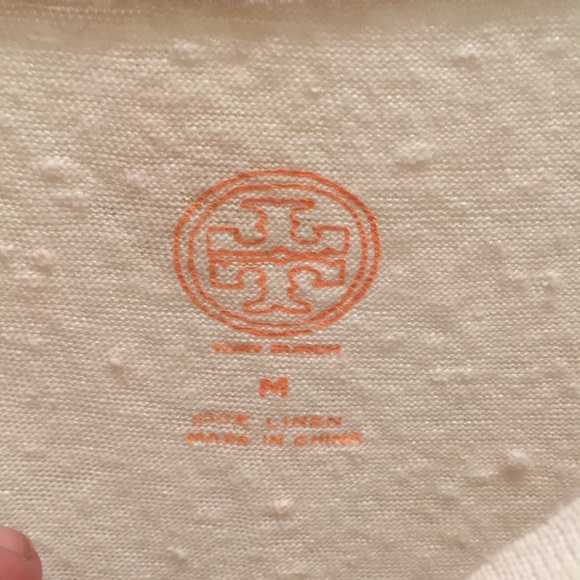 TORY BURCH
M
100% LINEN
MADE IN CHINA